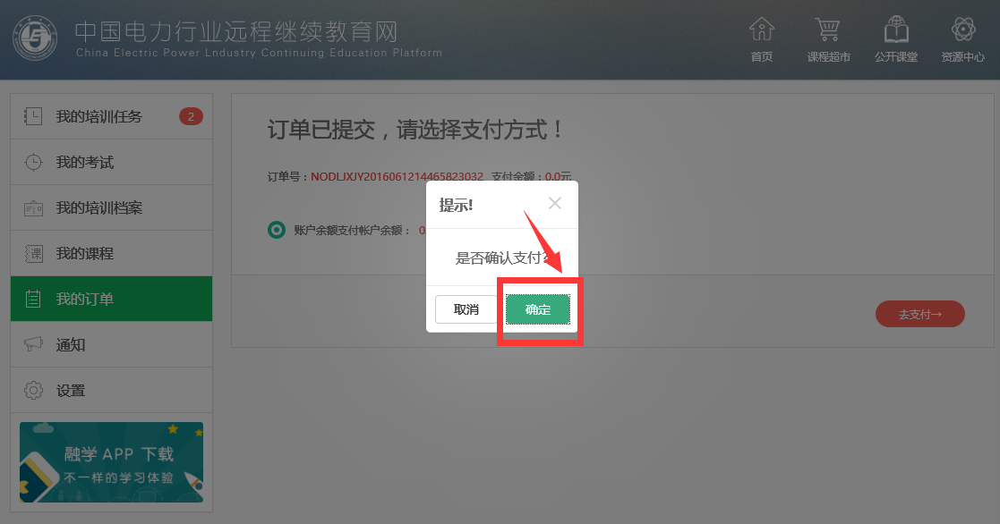 中国电力行业远程继续教育网
China Electric Power Lndustry Continuing Education Platform
首页
课程超市
公开课堂
资源中心
我的培训任务 2
我的考试
我的培训档案
课 我的课程
我的订单
通知
设置
融学 APP 下载
不一样的学习体验
订单已提交，请选择支付方式！
订单号：NODLJXJY2016061214465823032 支付金额：0.0元
账户余额支付帐户余额： 0
提示!
是否确认支付?
取消
确定
去支付→